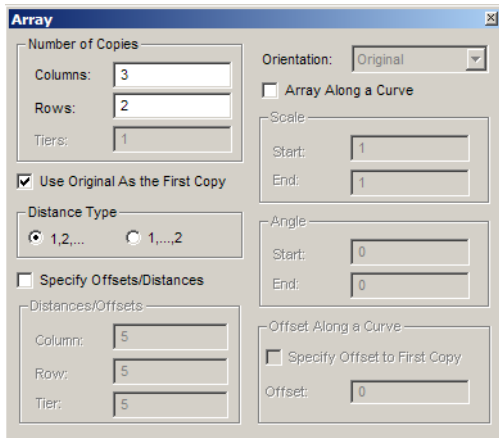 Array
Number of Copies
Columns: 3
Rows: 2
Tiers: 1
Use Original As the First Copy
Distance Type
1,2,... 1,...,2
Specify Offsets/Distances
Distances/Offsets
Column: 5
Row: 5
Tier: 5
Orientation: Original
Array Along a Curve
Scale
Start: 1
End: 1
Angle
Start: 0
End: 0
Offset Along a Curve
Specify Offset to First Copy
Offset: 0